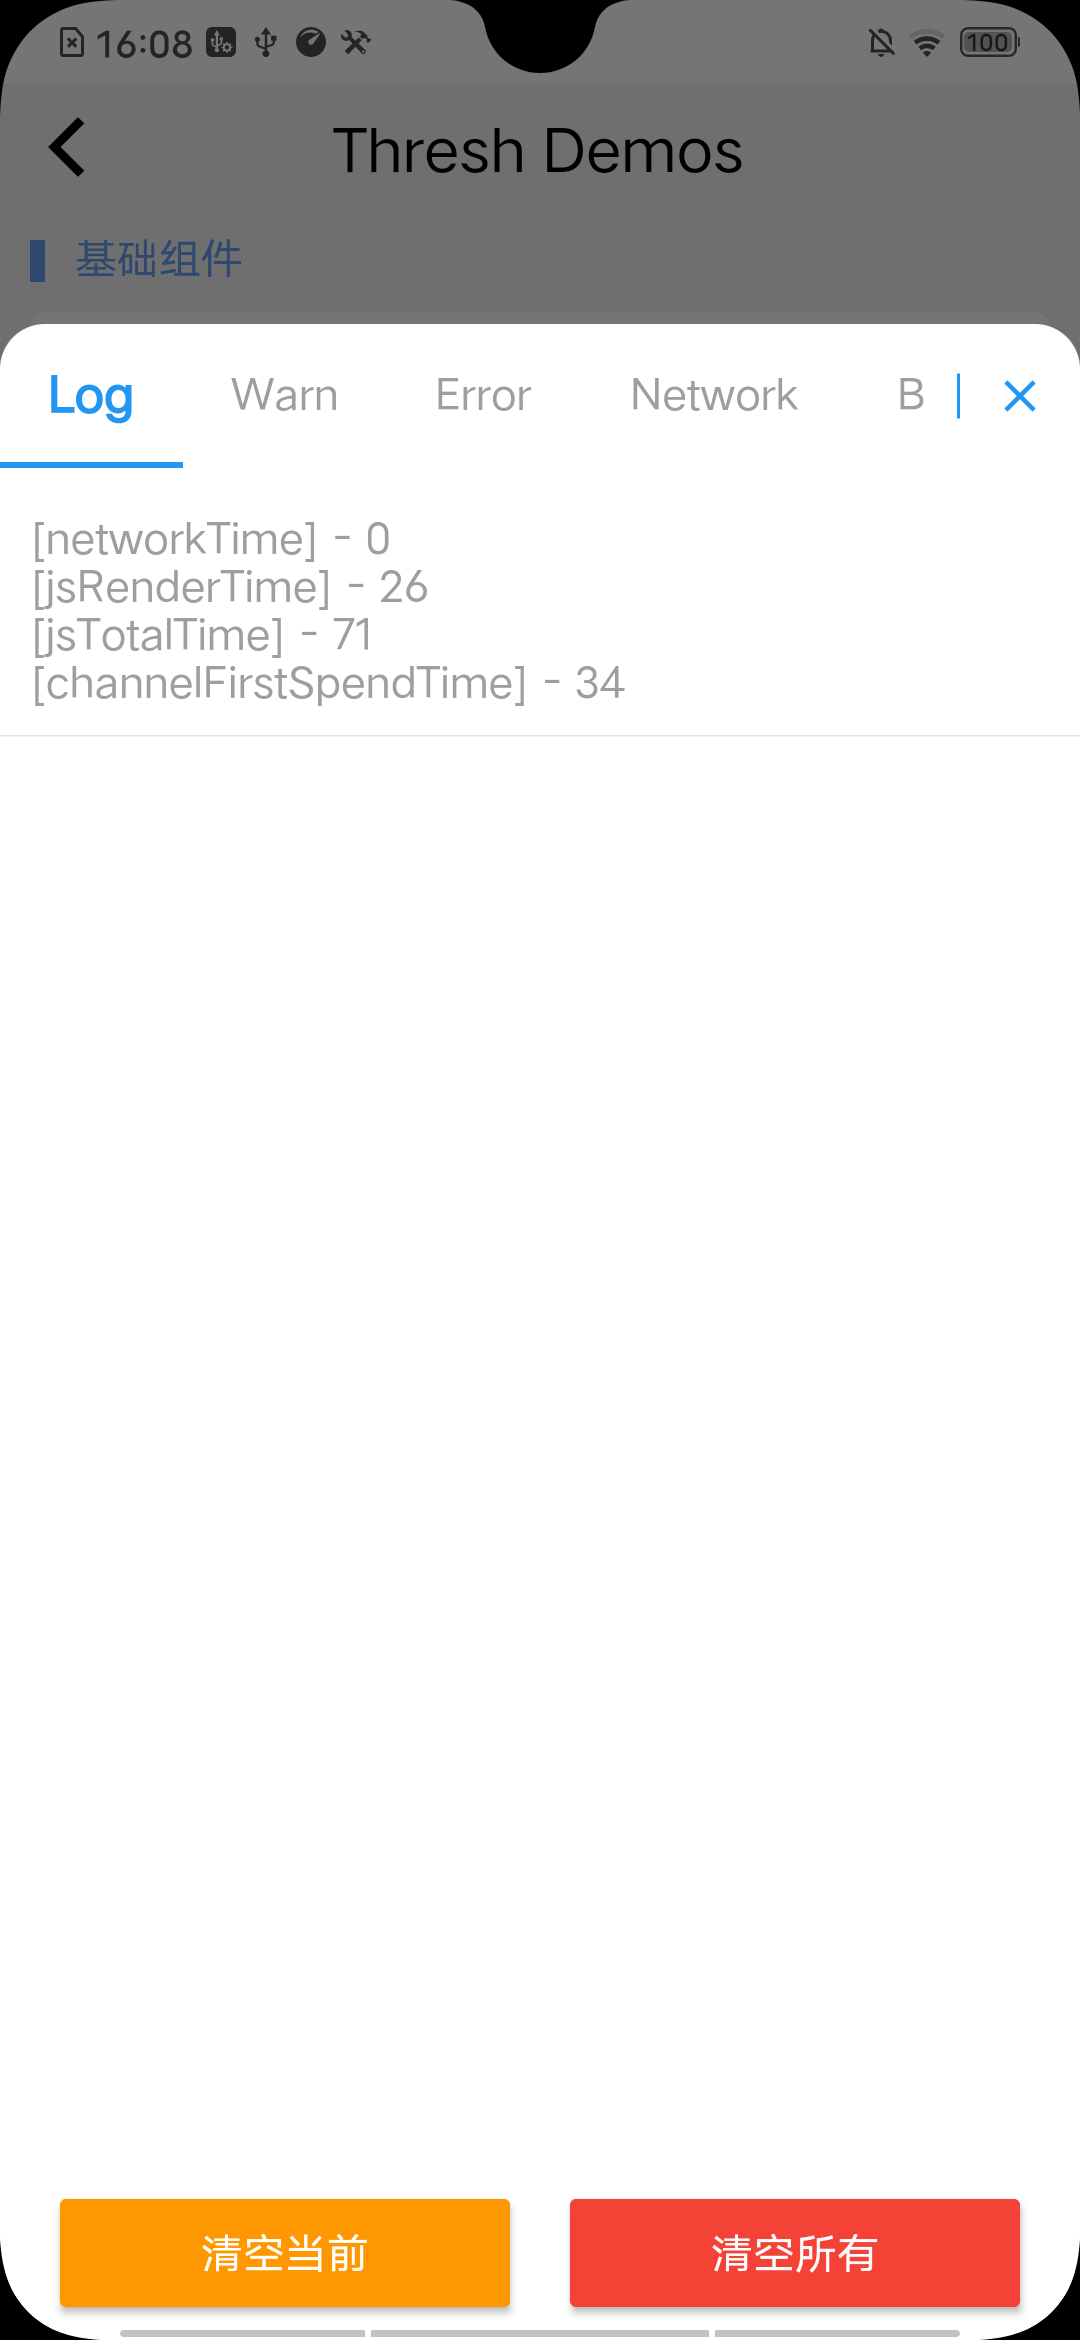 16:08
100
Thresh Demos
基础组件
Log Warn Error Network B
[networkTime] - 0
[jsRenderTime] - 26
[jsTotalTime] - 71
[channelFirstSpendTime] - 34
清空当前 清空所有